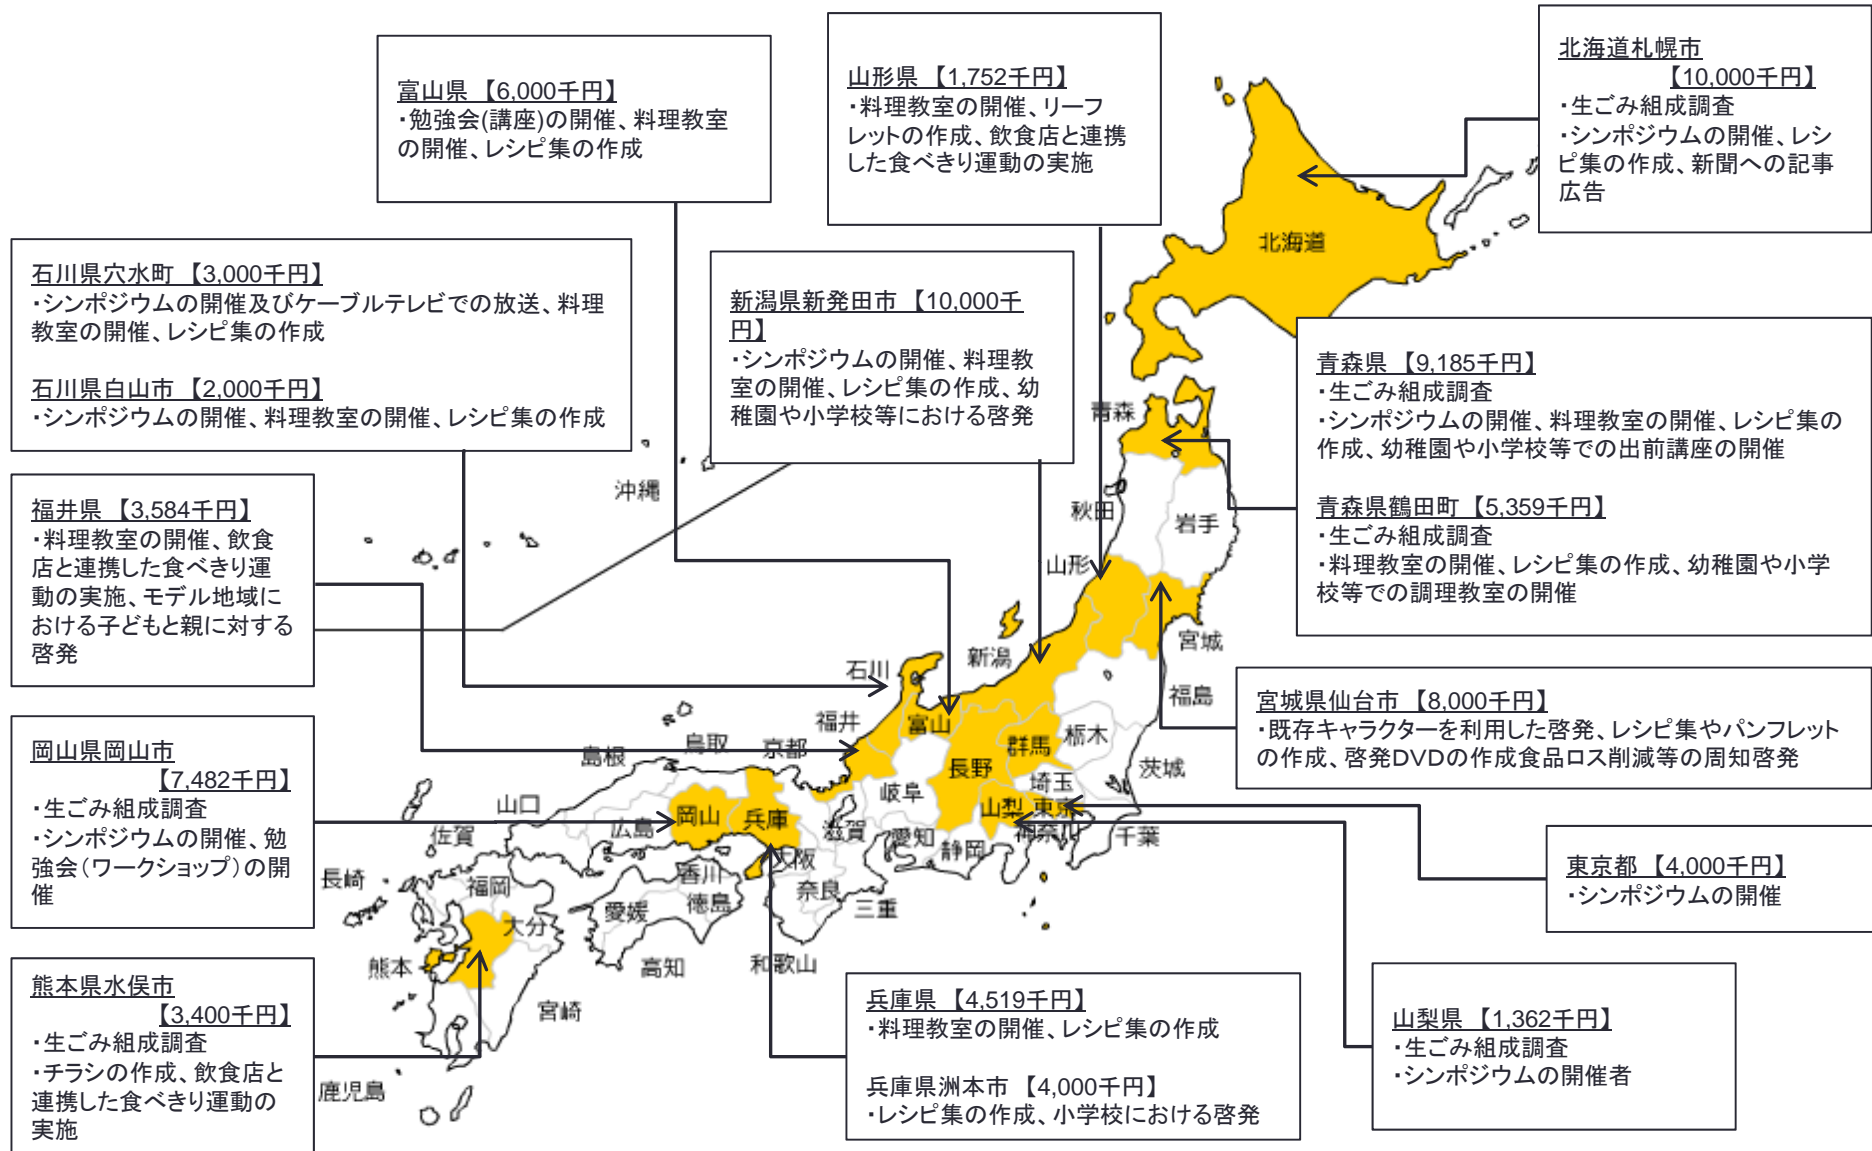 富山県 【6,000千円】
・勉強会(講座)の開催、料理教室
の開催、レシピ集の作成
山形県 【1,752千円】
・料理教室の開催、リーフ
レットの作成、飲食店と連携
した食べきり運動の実施
北海道札幌市
【10,000千円】
・生ごみ組成調査
・シンポジウムの開催、レシ
ピ集の作成、新聞への記事
広告
石川県穴水町 【3,000千円】
・シンポジウムの開催及びケーブルテレビでの放送、料理
教室の開催、レシピ集の作成
石川県白山市 【2,000千円】
・シンポジウムの開催、料理教室の開催、レシピ集の作成
新潟県新発田市 【10,000千
円】
・シンポジウムの開催、料理教
室の開催、レシピ集の作成、幼
稚園や小学校等における啓発
青森県 【9,185千円】
・生ごみ組成調査
・シンポジウムの開催、料理教室の開催、レシピ集の
作成、幼稚園や小学校等での出前講座の開催
青森県鶴田町 【5,359千円】
・生ごみ組成調査
・料理教室の開催、レシピ集の作成、幼稚園や小学
校等での調理教室の開催
福井県 【3,584千円】
・料理教室の開催、飲食
店と連携した食べきり運
動の実施、モデル地域に
おける子どもと親に対する
啓発
宮城県仙台市 【8,000千円】
・既存キャラクターを利用した啓発、レシピ集やパンフレット
の作成、啓発DVDの作成食品ロス削減等の周知啓発
岡山県岡山市
【7,482千円】
・生ごみ組成調査
・シンポジウムの開催、勉
強会（ワークショップ）の開
催
東京都 【4,000千円】
・シンポジウムの開催
熊本県水俣市
【3,400千円】
・生ごみ組成調査
・チラシの作成、飲食店と
連携した食べきり運動の
実施
兵庫県 【4,519千円】
・料理教室の開催、レシピ集の作成
兵庫県洲本市 【4,000千円】
・レシピ集の作成、小学校における啓発
山梨県 【1,362千円】
・生ごみ組成調査
・シンポジウムの開催者
北海道
青森
秋田
岩手
山形
宮城
新潟
福島
沖縄
石川
富山
福井
群馬
栃木
長野
埼玉
茨城
岐阜
山梨
東京
神奈川
千葉
静岡
愛知
滋賀
京都
鳥取
島根
山口
広島
岡山
兵庫
大阪
奈良
三重
和歌山
香川
徳島
愛媛
高知
佐賀
長崎
福岡
大分
熊本
宮崎
鹿児島